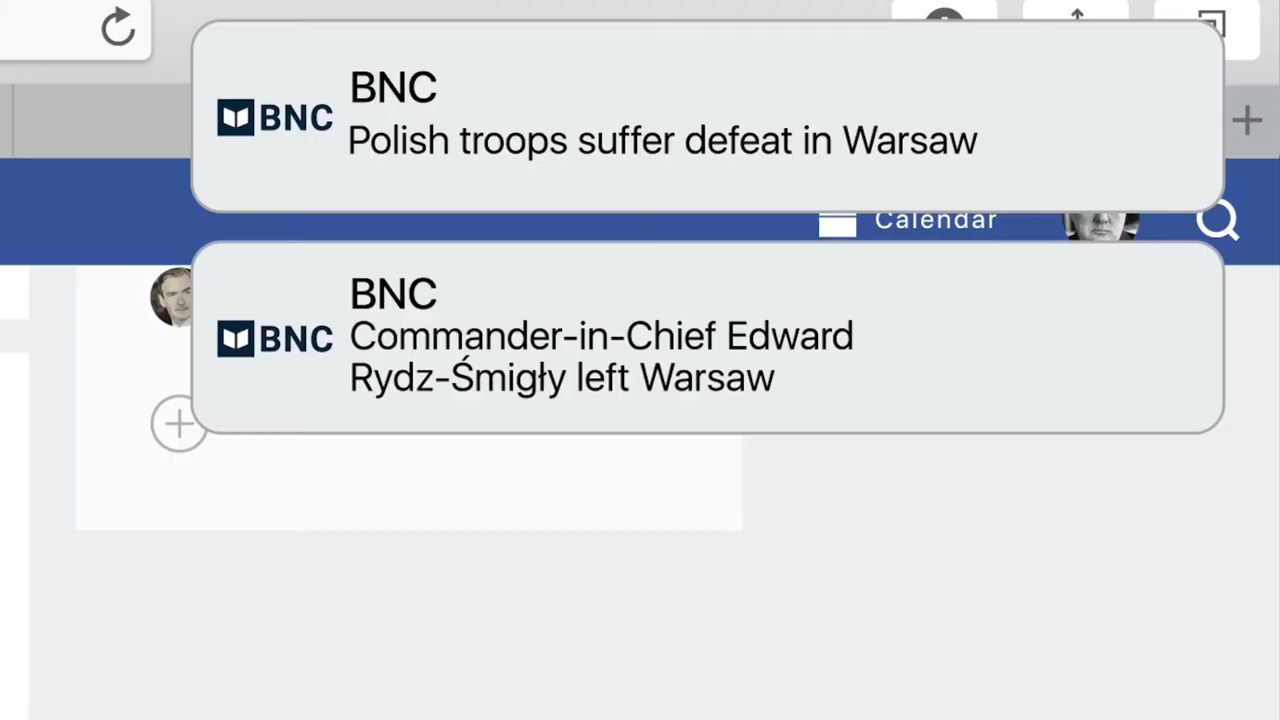 BNC
BNC
Polish troops suffer defeat in Warsaw
Calendar
BNC
BNC
Commander-in-Chief Edward
Rydz-Śmigły left Warsaw